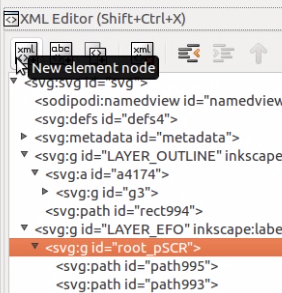 XML Editor (Shift+Ctrl+X)
xml abc xml
New element node
<svg:svg id="svg">
<sodipodi:namedview id="namedview
<svg:defs id="defs4">
<svg:metadata id="metadata">
<svg:g id="LAYER_OUTLINE" inkscape
<svg:a id="a4174">
<svg:g id="g3">
<svg:path id="rect994">
<svg:g id="LAYER_EFO" inkscape:labe
<svg:g id="root_pSCR">
<svg:path id="path995">
<svg:path id="path993">